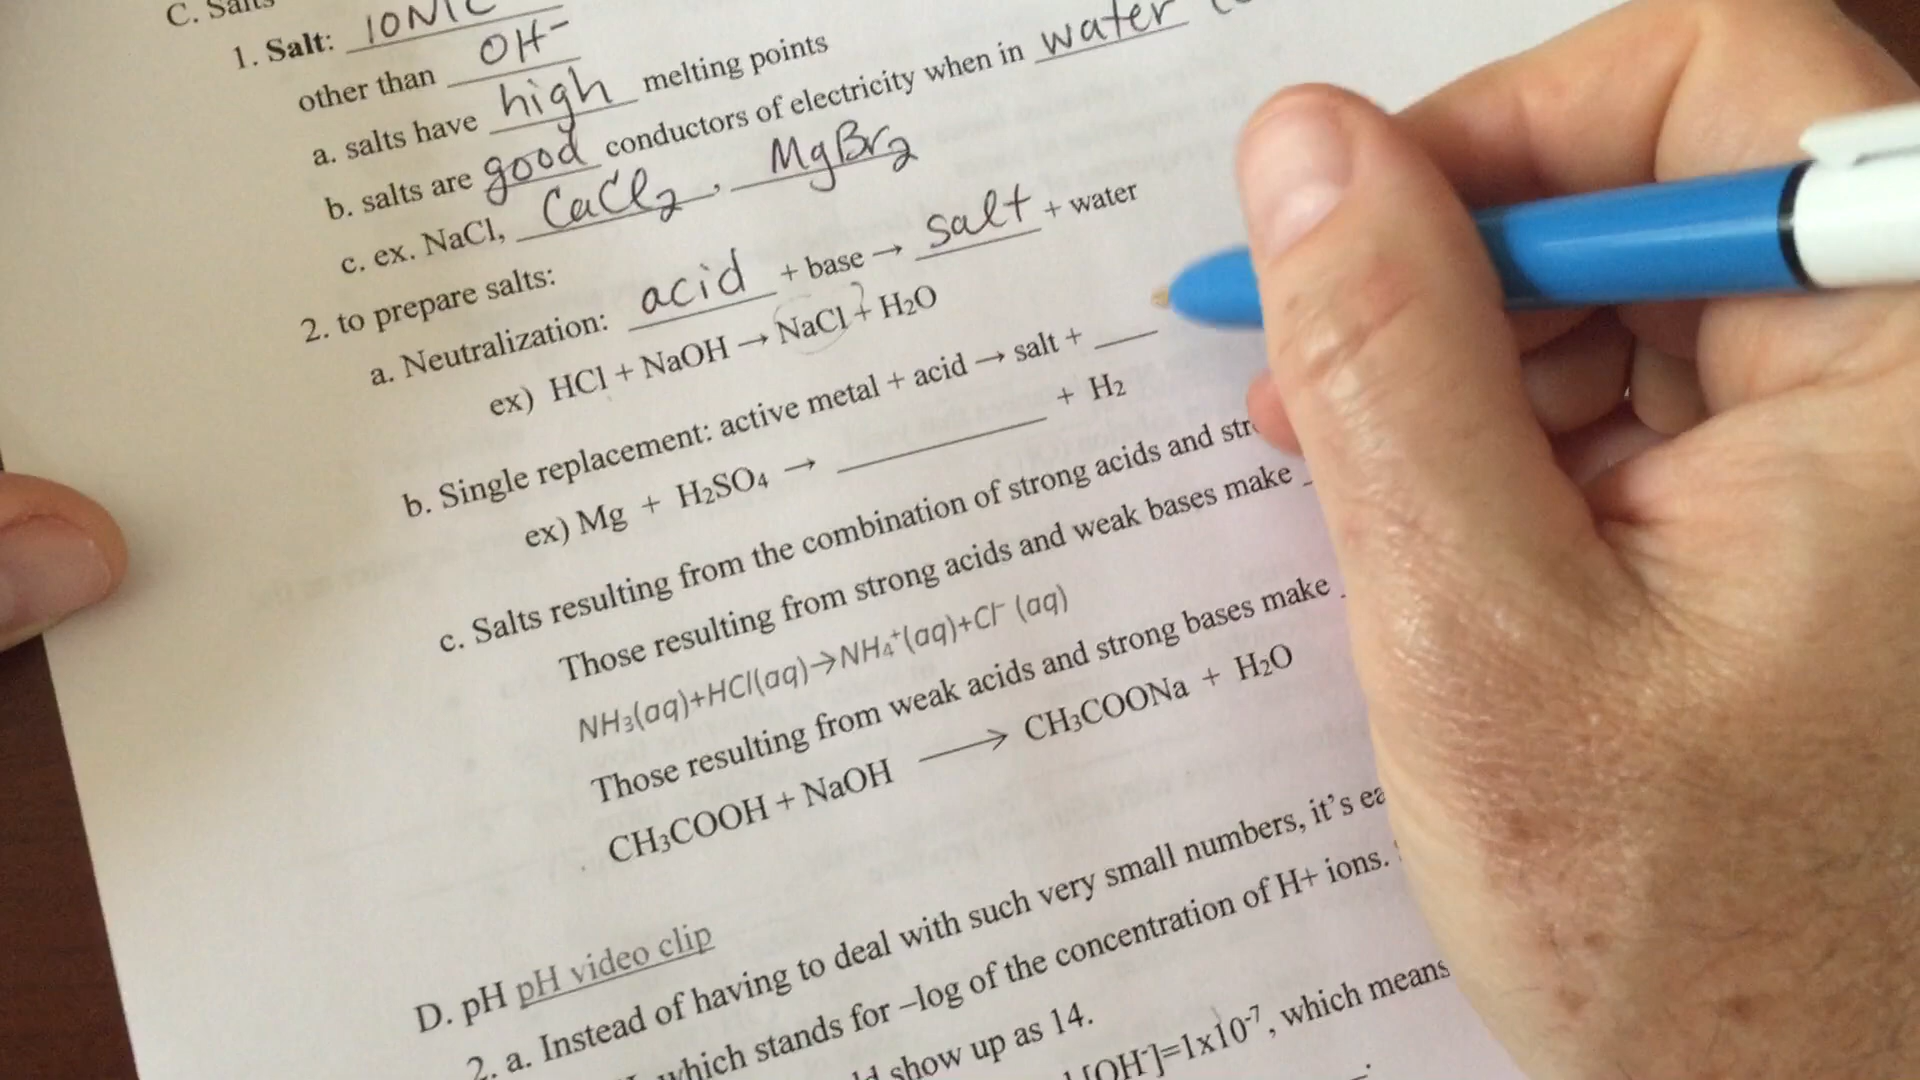 C. Salts
1. Salt: IONIC
other than OH-
a. salts have high melting points
b. salts are good conductors of electricity when in water
c. ex. NaCl, CaCl2, MgBr2
2. to prepare salts:
a. Neutralization: acid + base → salt + water
ex) HCl + NaOH → NaCl + H2O
b. Single replacement: active metal + acid → salt + ___
ex) Mg + H2SO4 → ___________ + H2
c. Salts resulting from the combination of strong acids and
Those resulting from strong acids and weak bases make
NH3(aq)+HCl(aq)→NH4+(aq)+Cl- (aq)
Those resulting from weak acids and strong bases make
CH3COOH + NaOH ⟶ CH3COONa + H2O
D. pH pH video clip
2. a. Instead of having to deal with such very small numbers, it's
which stands for –log of the concentration of H+ ions.
show up as 14.
[OH-]=1x10-7, which means